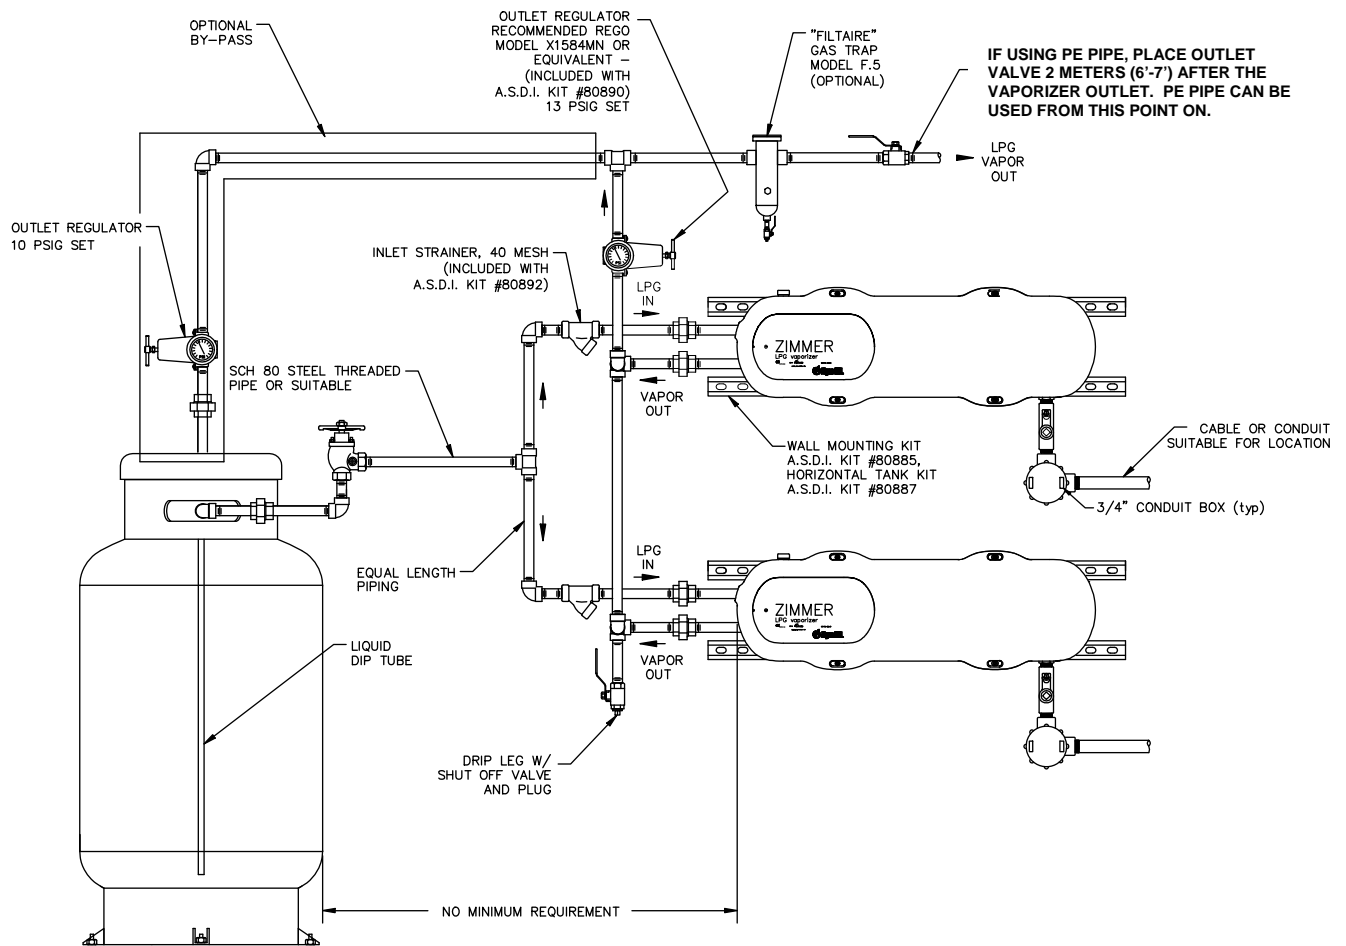 OPTIONAL
BY-PASS
OUTLET REGULATOR
RECOMMENDED REGO
MODEL X1584MN OR
EQUIVALENT –
(INCLUDED WITH
A.S.D.I. KIT #80890)
13 PSIG SET
"FILTAIRE"
GAS TRAP
MODEL F.5
(OPTIONAL)
IF USING PE PIPE, PLACE OUTLET
VALVE 2 METERS (6'-7') AFTER THE
VAPORIZER OUTLET. PE PIPE CAN BE
USED FROM THIS POINT ON.
LPG
VAPOR
OUT
OUTLET REGULATOR
10 PSIG SET
INLET STRAINER, 40 MESH
(INCLUDED WITH
A.S.D.I. KIT #80892)
LPG
IN
ZIMMER
LPG vaporizer
SCH 80 STEEL THREADED
PIPE OR SUITABLE
VAPOR
OUT
WALL MOUNTING KIT
A.S.D.I. KIT #80885,
HORIZONTAL TANK KIT
A.S.D.I. KIT #80887
CABLE OR CONDUIT
SUITABLE FOR LOCATION
3/4" CONDUIT BOX (typ)
EQUAL LENGTH
PIPING
LPG
IN
ZIMMER
LPG vaporizer
LIQUID
DIP TUBE
VAPOR
OUT
DRIP LEG W/
SHUT OFF VALVE
AND PLUG
NO MINIMUM REQUIREMENT